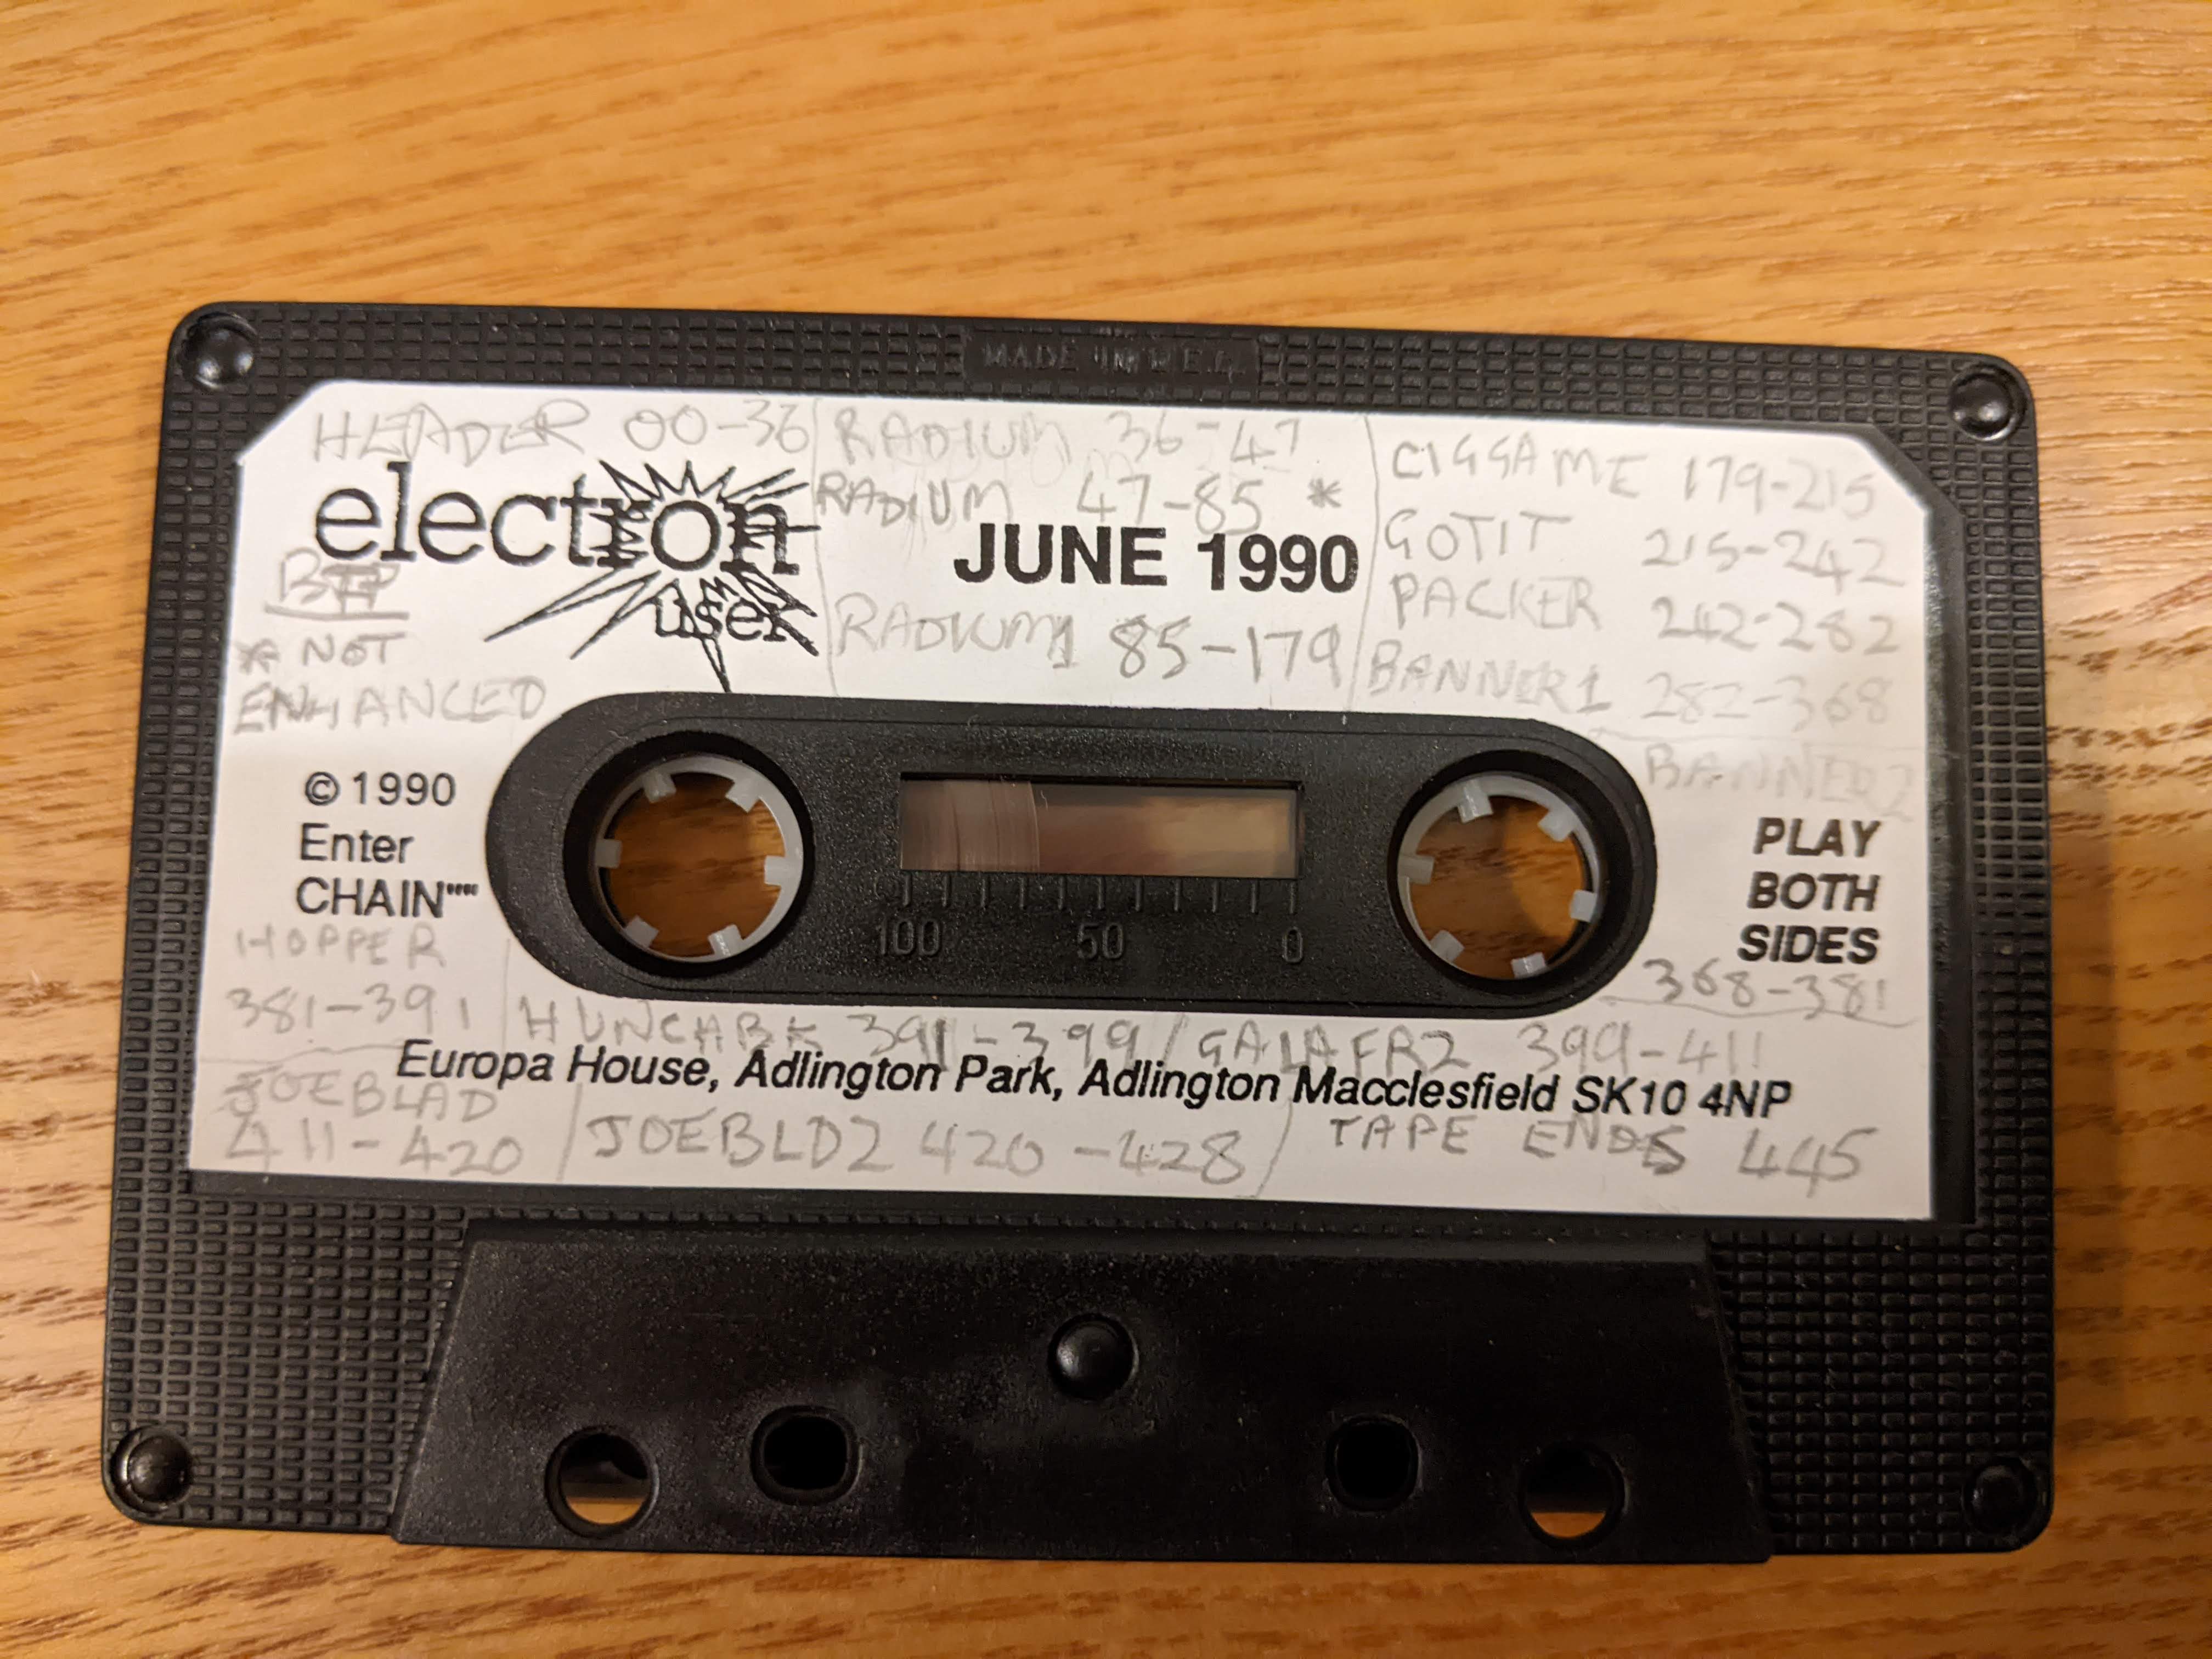 MADE IN R.E.C.
HEADER 00-36
RADIUM 36-47
RADIUM 47-85 *
electron
user
JUNE 1990
RADIUM1 85-179
CIGGAME 179-215
GOTIT 215-242
PACKER 242-282
BANNER1 282-368
BANNER2
368-381
* NOT
ENHANCED
© 1990
Enter
CHAIN""
100 50 0
PLAY
BOTH
SIDES
HOPPER
381-391
HUNCHBK 391-399 / GALAFR2 399-411
Europa House, Adlington Park, Adlington Macclesfield SK10 4NP
JOEBLAD
411-420
JOEBLD2 420-428
TAPE ENDS 445